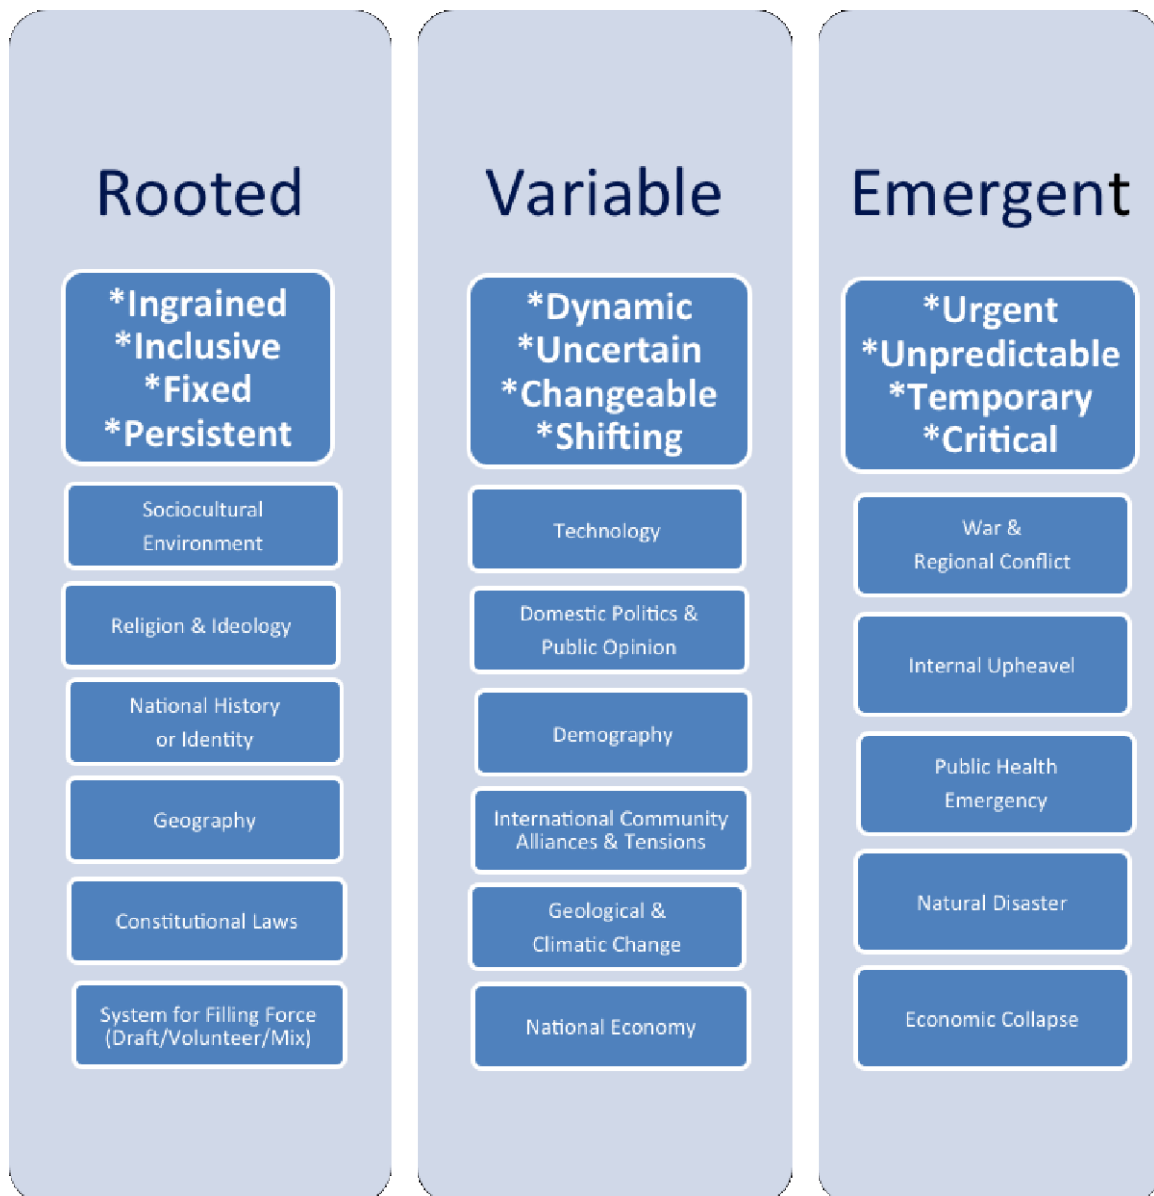 Rooted
*Ingrained
*Inclusive
*Fixed
*Persistent
Sociocultural
Environment
Religion & Ideology
National History
or Identity
Geography
Constitutional Laws
System for Filling Force
(Draft/Volunteer/Mix)
Variable
*Dynamic
*Uncertain
*Changeable
*Shifting
Technology
Domestic Politics &
Public Opinion
Demography
International Community
Alliances & Tensions
Geological &
Climatic Change
National Economy
Emergent
*Urgent
*Unpredictable
*Temporary
*Critical
War &
Regional Conflict
Internal Upheavel
Public Health
Emergency
Natural Disaster
Economic Collapse